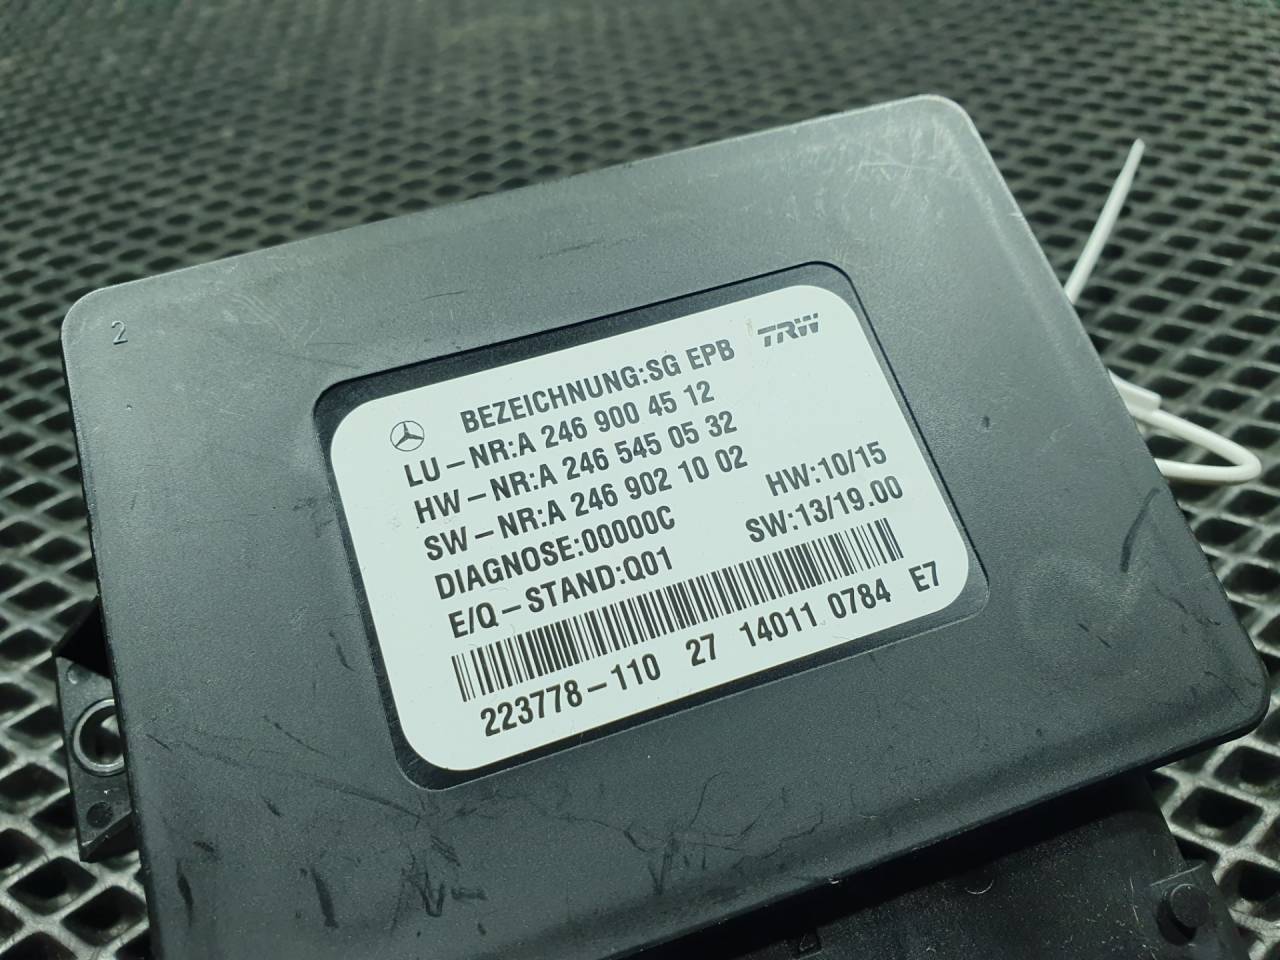 2
TRW
BEZEICHNUNG:SG EPB
LU-NR:A 246 900 45 12
HW-NR:A 246 545 05 32
SW-NR:A 246 902 10 02
DIAGNOSE:00000C HW:10/15
E/Q-STAND:Q01 SW:13/19.00
223778-110 27 14011 0784 E7